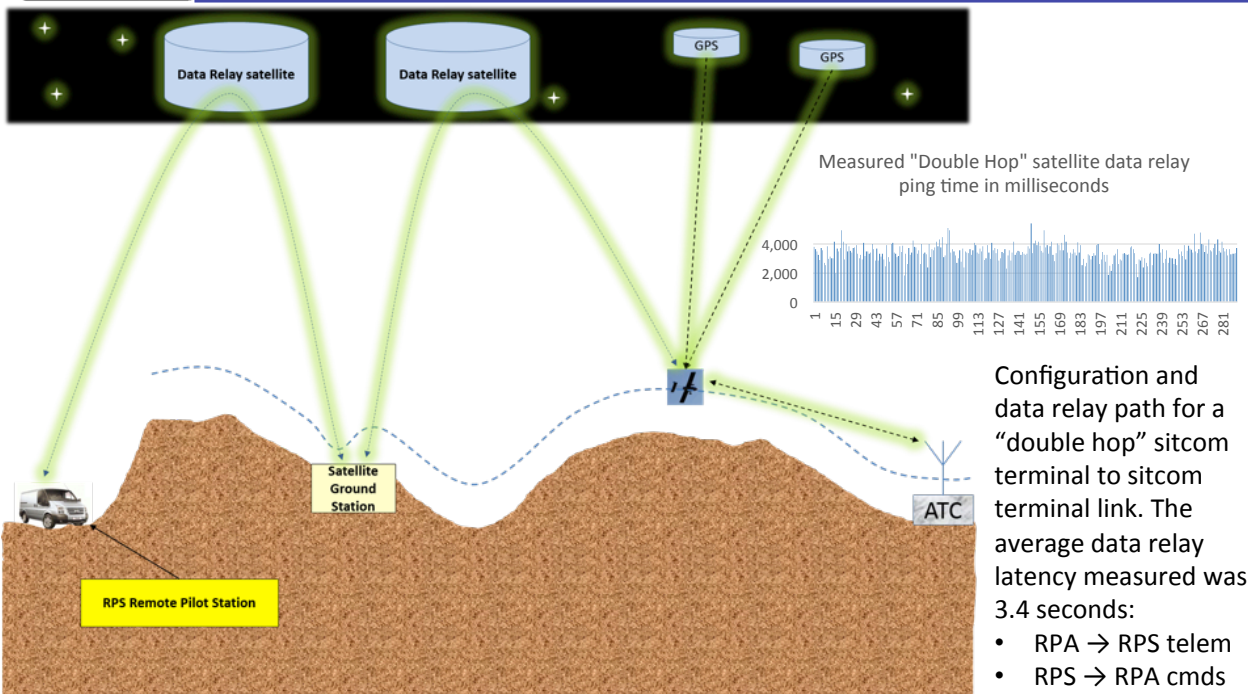 Data Relay satellite
Data Relay satellite
GPS
GPS
Measured "Double Hop" satellite data relay
ping time in milliseconds
4,000
2,000
0
1
15
29
43
57
71
85
99
113
127
141
155
169
183
197
211
225
239
253
267
281
Satellite
Ground
Station
ATC
RPS Remote Pilot Station
Configuration and
data relay path for a
“double hop” sitcom
terminal to sitcom
terminal link. The
average data relay
latency measured was
3.4 seconds:
• RPA → RPS telem
• RPS → RPA cmds